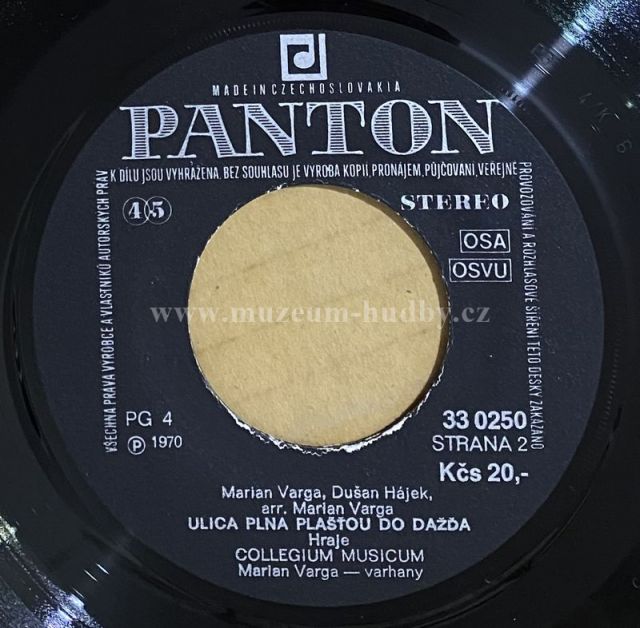 MADE IN CZECHOSLOVAKIA
PANTON
VŠECHNA PRÁVA VÝROBCE A VLASTNÍKŮ AUTORSKÝCH PRÁV K DÍLU JSOU VYHRAŽENA. BEZ SOUHLASU JE VÝROBA KOPIÍ, PRONÁJEM, PŮJČOVÁNÍ, VEŘEJNÉ PROVOZOVÁNÍ A ROZHLASOVÉ ŠÍŘENÍ TÉTO DESKY ZAKÁZÁNO
45
STEREO
OSA
OSVU
www.muzeum-hudby.cz
PG 4
Ⓟ 1970
33 0250
STRANA 2
Kčs 20,-
Marian Varga, Dušan Hájek,
arr. Marian Varga
ULICA PLNA PLAŠŤOU DO DAŽĎA
Hraje
COLLEGIUM MUSICUM
Marian Varga — varhany